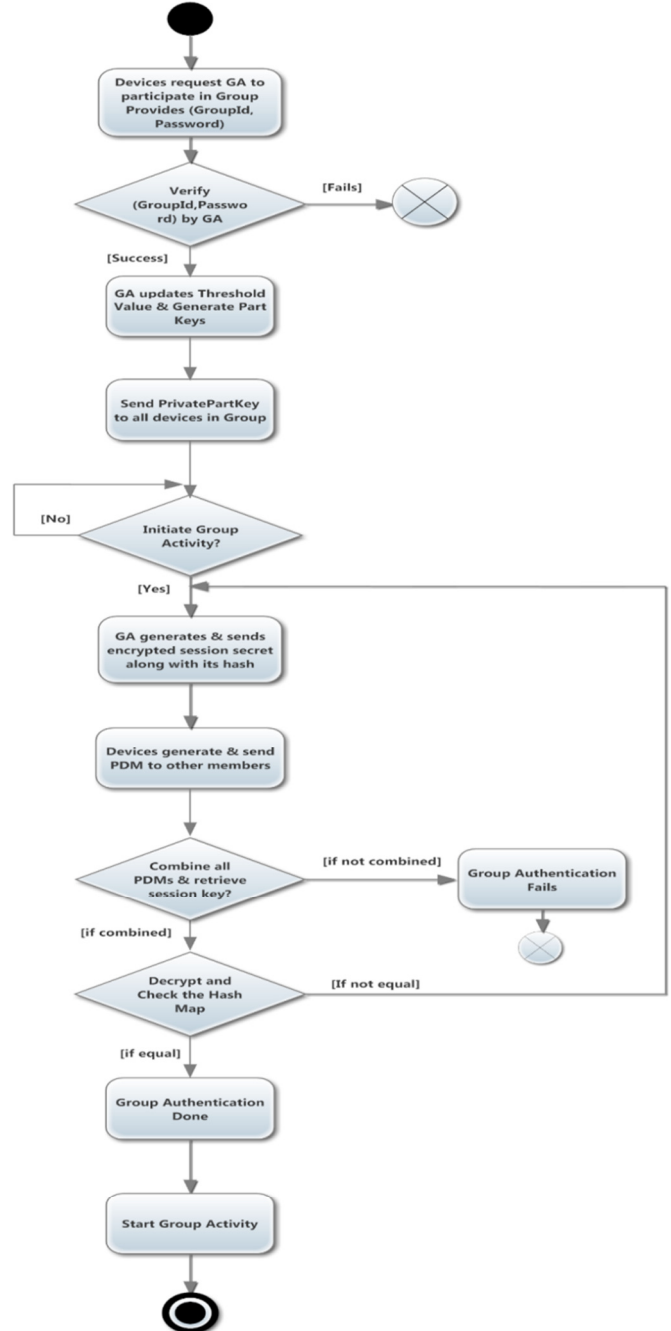 Devices request GA to
participate in Group
Provides (GroupId,
Password)
Verify
(GroupId,Passwo
rd) by GA
[Fails]
[Success]
GA updates Threshold
Value & Generate Part
Keys
Send PrivatePartKey
to all devices in Group
[No]
Initiate Group
Activity?
[Yes]
GA generates & sends
encrypted session secret
along with its hash
Devices generate & send
PDM to other members
Combine all
PDMs & retrieve
session key?
[if not combined]
Group Authentication
Fails
[if combined]
Decrypt and
Check the Hash
Map
[If not equal]
[if equal]
Group Authentication
Done
Start Group Activity